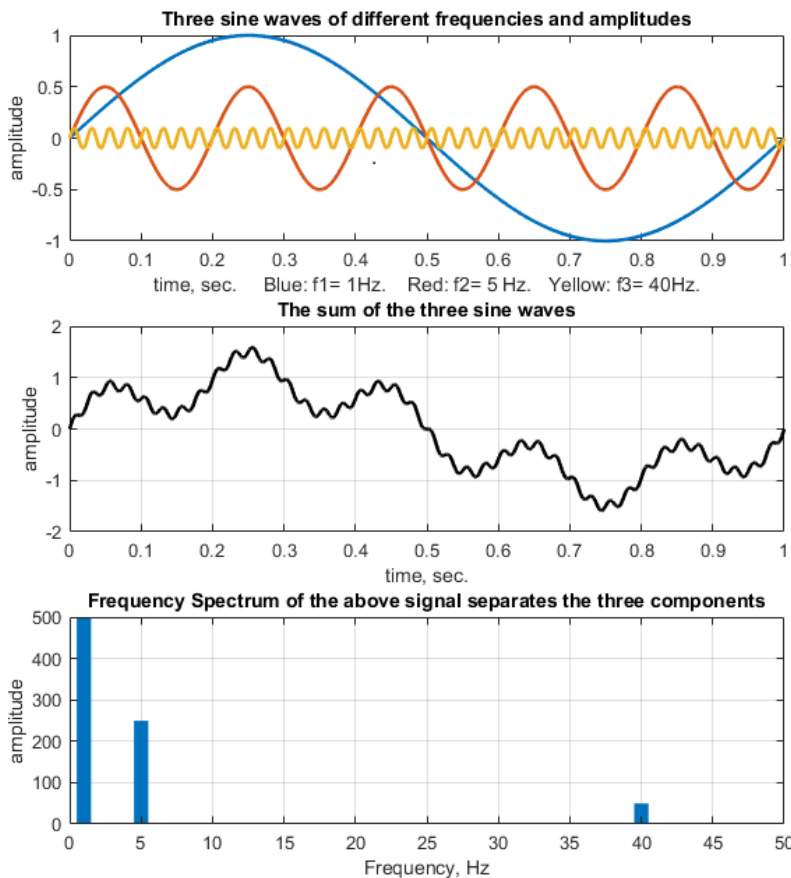 Three sine waves of different frequencies and amplitudes
1
0.5
0
-0.5
-1
amplitude
0 0.1 0.2 0.3 0.4 0.5 0.6 0.7 0.8 0.9 1
time, sec. Blue: f1= 1Hz. Red: f2= 5 Hz. Yellow: f3= 40Hz.
The sum of the three sine waves
2
1
0
-1
-2
amplitude
0 0.1 0.2 0.3 0.4 0.5 0.6 0.7 0.8 0.9 1
time, sec.
Frequency Spectrum of the above signal separates the three components
500
400
300
200
100
0
amplitude
0 5 10 15 20 25 30 35 40 45 50
Frequency, Hz